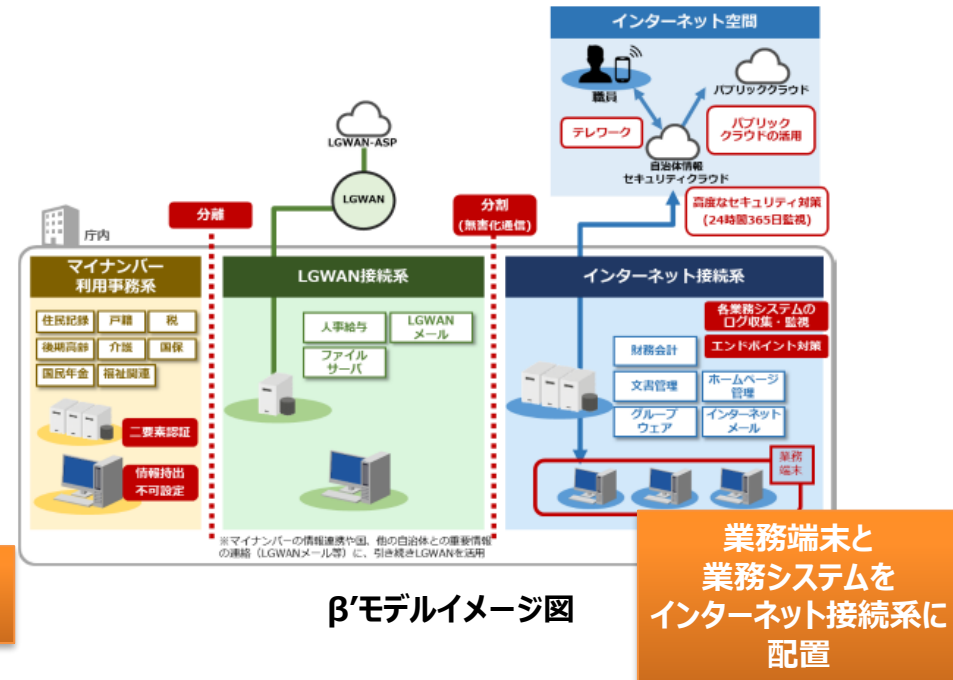 インターネット空間
職員
パブリッククラウド
テレワーク
パブリック
クラウドの活用
自治体情報
セキュリティクラウド
高度なセキュリティ対策
(24時間365日監視)
LGWAN-ASP
LGWAN
分離
分割
(無害化通信)
庁内
マイナンバー
利用事務系
住民記録
戸籍
税
後期高齢
介護
国保
国民年金
福祉関連
二要素認証
情報持出
不可設定
LGWAN接続系
人事給与
LGWAN
メール
ファイル
サーバ
インターネット接続系
各業務システムの
ログ収集・監視
エンドポイント対策
財務会計
文書管理
ホームページ
管理
グループ
ウェア
インターネット
メール
業務
端末
※マイナンバーの情報連携や国、他の自治体との重要情報
の連絡（LGWANメール等）に、引き続きLGWANを活用
β’モデルイメージ図
業務端末と
業務システムを
インターネット接続系に
配置